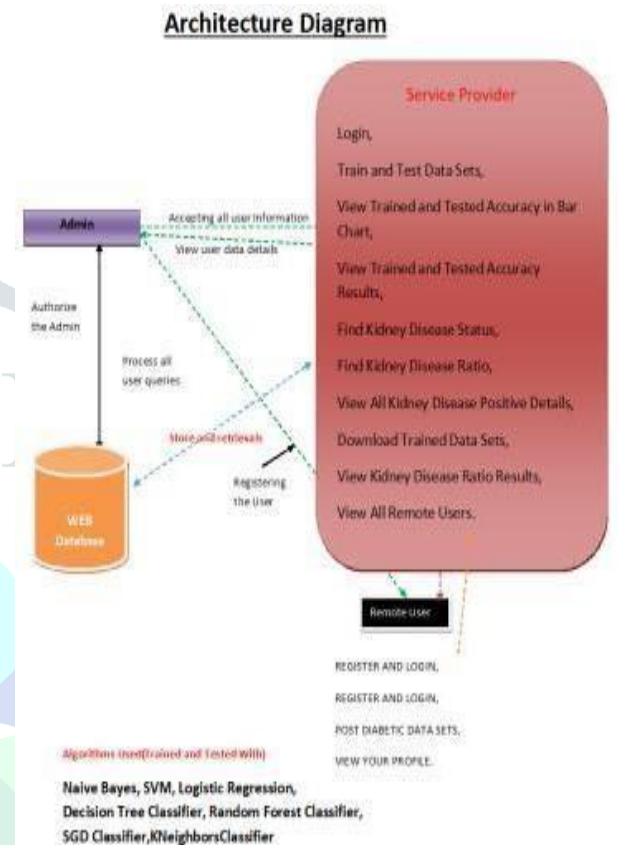 Architecture Diagram
Service Provider
Login,
Train and Test Data Sets,
View Trained and Tested Accuracy in Bar
Chart,
View Trained and Tested Accuracy
Results,
Find Kidney Disease Status,
Find Kidney Disease Ratio,
View All Kidney Disease Positive Details,
Download Trained Data Sets,
View Kidney Disease Ratio Results,
View All Remote Users.
Admin
Accepting all user Information
View user data details
Authorize
the Admin
Process all
user queries
Store and retrievals
Registering
the User
WEB
Database
Remote User
REGISTER AND LOGIN,
REGISTER AND LOGIN,
POST DIABETIC DATA SETS,
VIEW YOUR PROFILE.
Algorithms Used(Trained and Tested With)
Naive Bayes, SVM, Logistic Regression,
Decision Tree Classifier, Random Forest Classifier,
SGD Classifier,KNeighborsClassifier